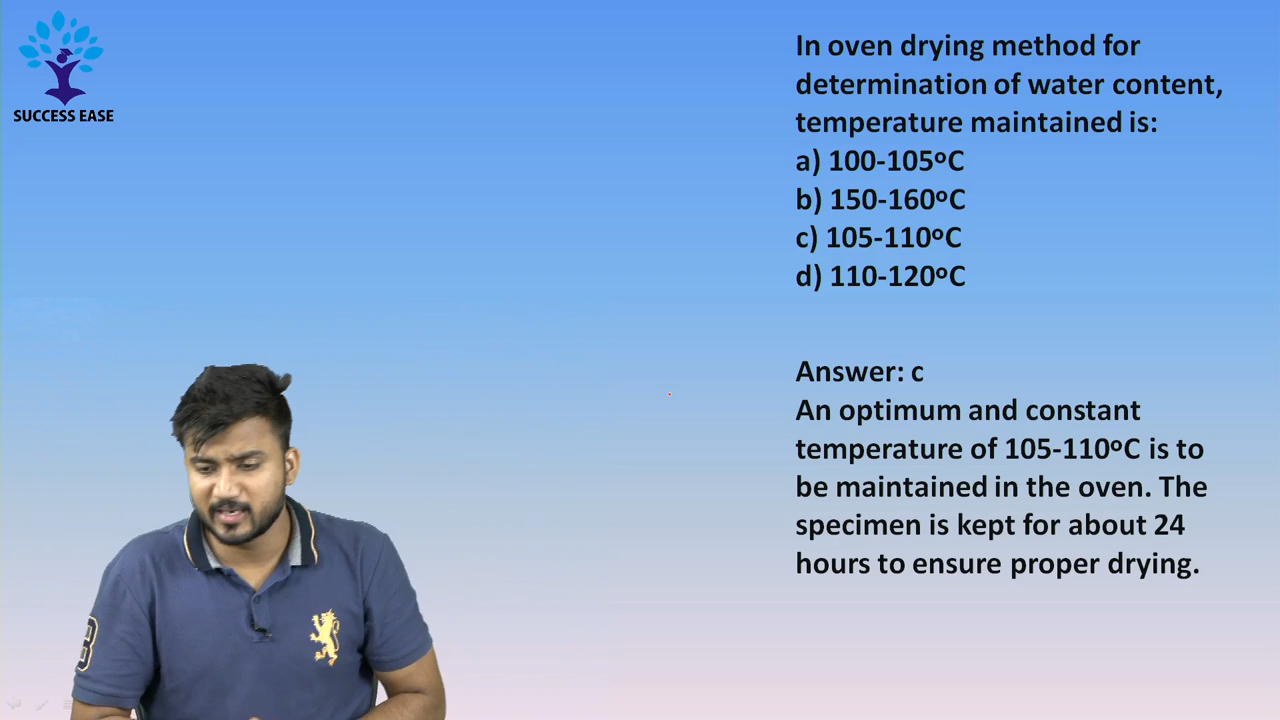 SUCCESS EASE
In oven drying method for
determination of water content,
temperature maintained is:
a) 100-105ºC
b) 150-160ºC
c) 105-110ºC
d) 110-120ºC
Answer: c
An optimum and constant
temperature of 105-110ºC is to
be maintained in the oven. The
specimen is kept for about 24
hours to ensure proper drying.